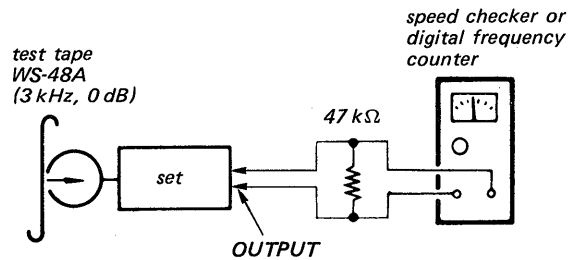 speed checker or
digital frequency
counter
test tape
WS-48A
(3 kHz, 0 dB)
47 kΩ
set
OUTPUT